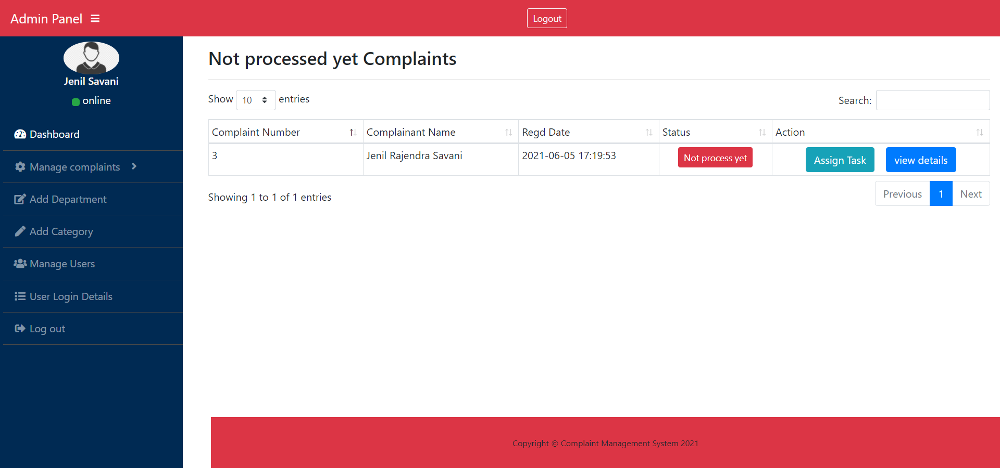 Admin Panel
Logout
Jenil Savani
online
Dashboard
Manage complaints
Add Department
Add Category
Manage Users
User Login Details
Log out
Not processed yet Complaints
Show 10 entries
Search:
Complaint Number Complainant Name Regd Date Status Action
3 Jenil Rajendra Savani 2021-06-05 17:19:53 Not process yet Assign Task view details
Showing 1 to 1 of 1 entries
Previous 1 Next
Copyright © Complaint Management System 2021